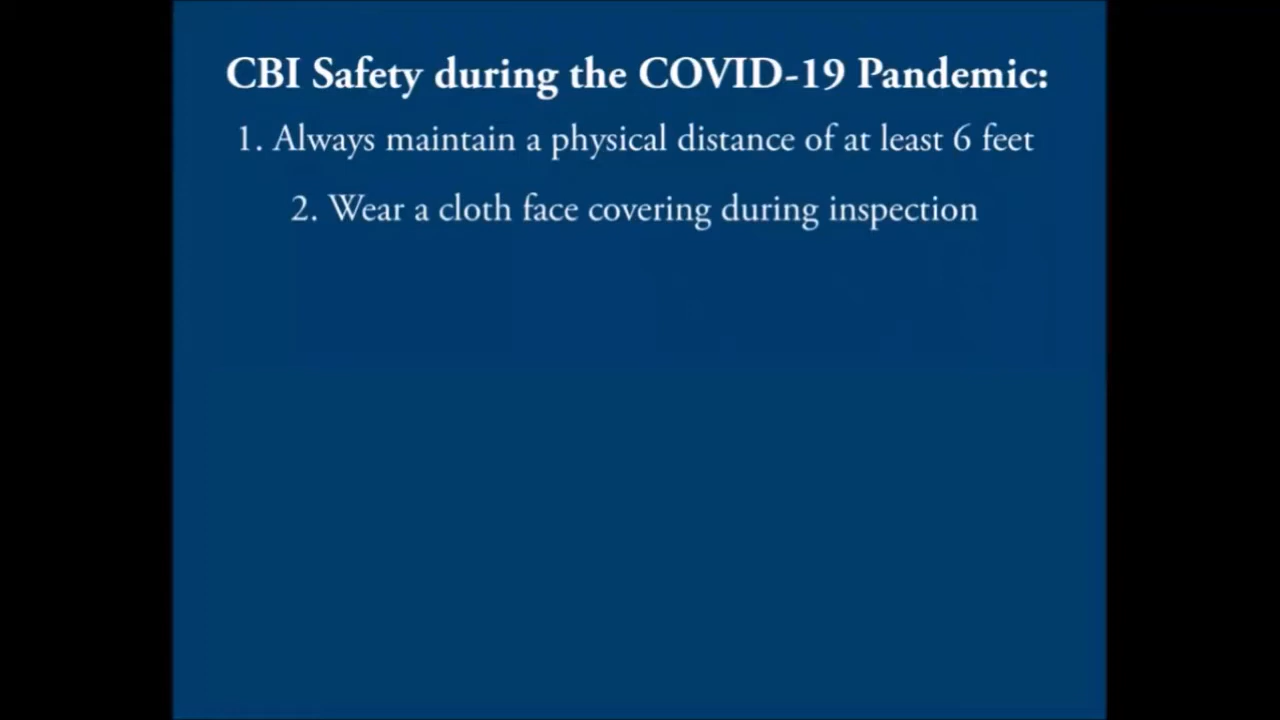 CBI Safety during the COVID-19 Pandemic:
1. Always maintain a physical distance of at least 6 feet
2. Wear a cloth face covering during inspection